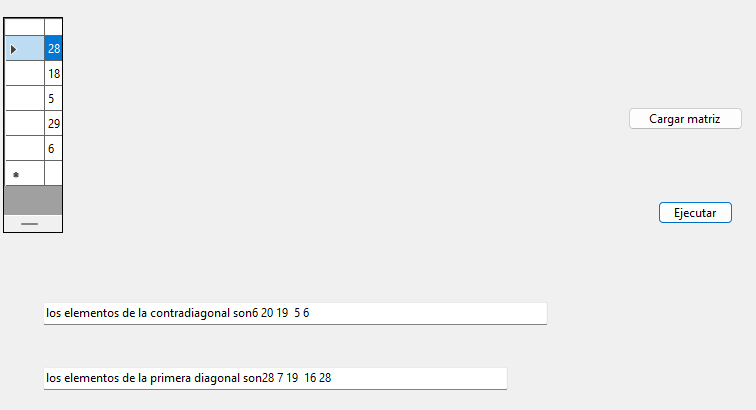 28
18
5
29
6
Cargar matriz
Ejecutar
los elementos de la contradiagonal son6 20 19  5 6
los elementos de la primera diagonal son28 7 19  16 28